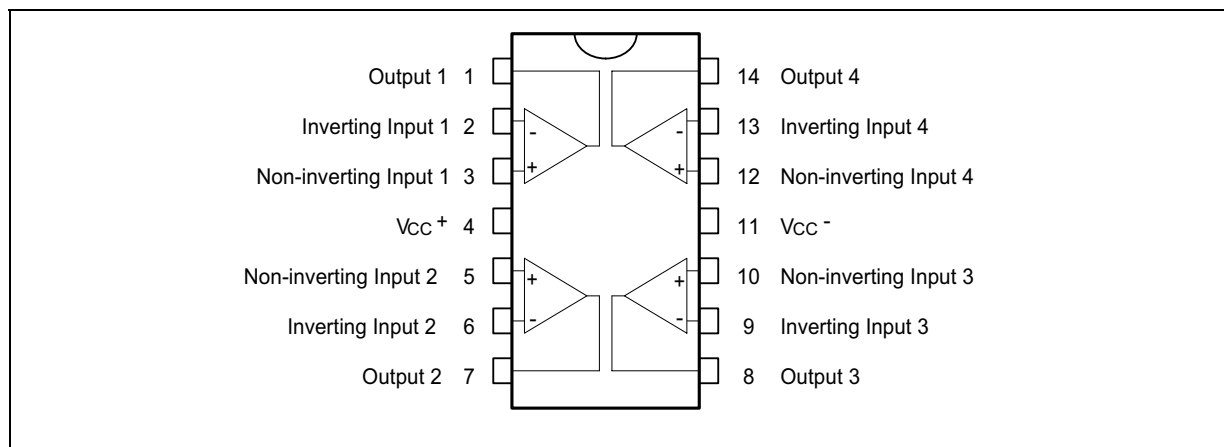 Output 1 1 14 Output 4
Inverting Input 1 2 - - 13 Inverting Input 4
Non-inverting Input 1 3 + + 12 Non-inverting Input 4
VCC + 4 11 VCC -
Non-inverting Input 2 5 + + 10 Non-inverting Input 3
Inverting Input 2 6 - - 9 Inverting Input 3
Output 2 7 8 Output 3